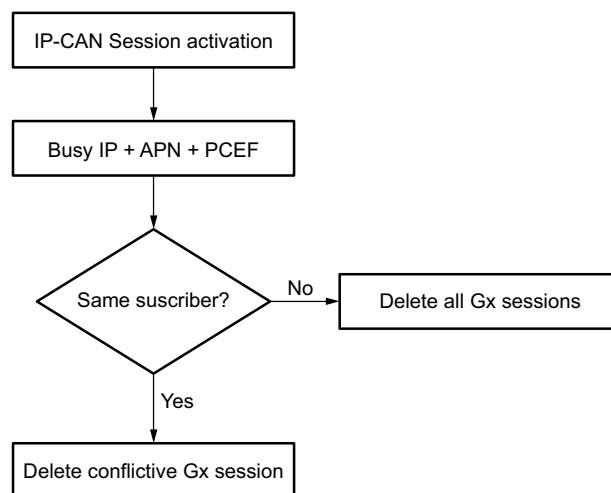 IP-CAN Session activation
Busy IP + APN + PCEF
Same suscriber?
No
Delete all Gx sessions
Yes
Delete conflictive Gx session